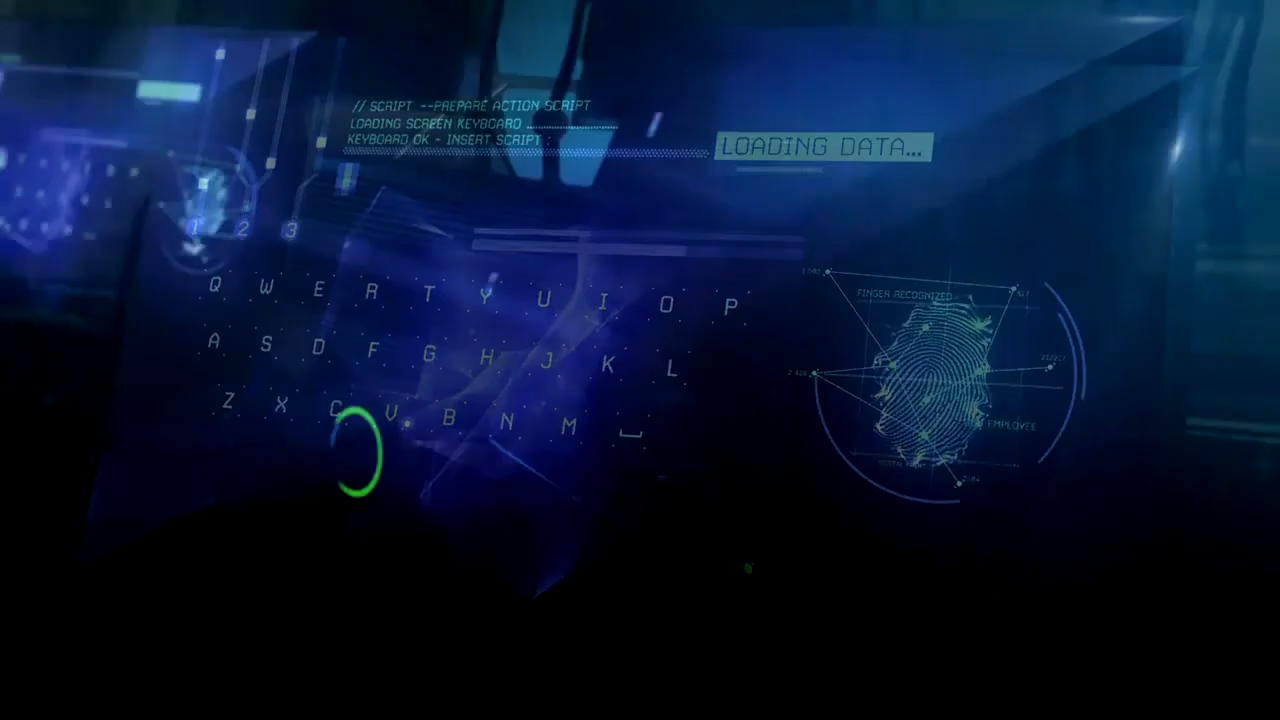 // SCRIPT --PREPARE ACTION SCRIPT
LOADING SCREEN KEYBOARD
KEYBOARD OK - INSERT SCRIPT :
LOADING DATA...
1 2 3
Q W E R T Y U I O P
A S D F G H J K L
Z X C V B N M
FINGER RECOGNIZED
EMPLOYEE